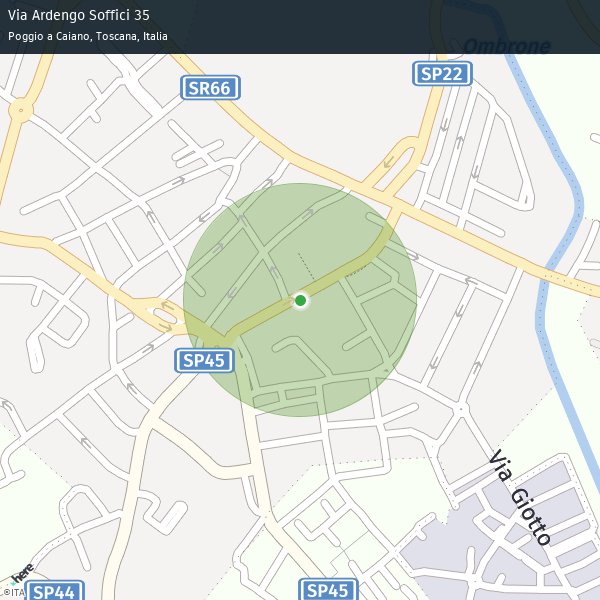 Via Ardengo Soffici 35
Poggio a Caiano, Toscana, Italia
Ombrone
SP22
SR66
SP45
Via Giotto
here
SP44
SP45
©ITA